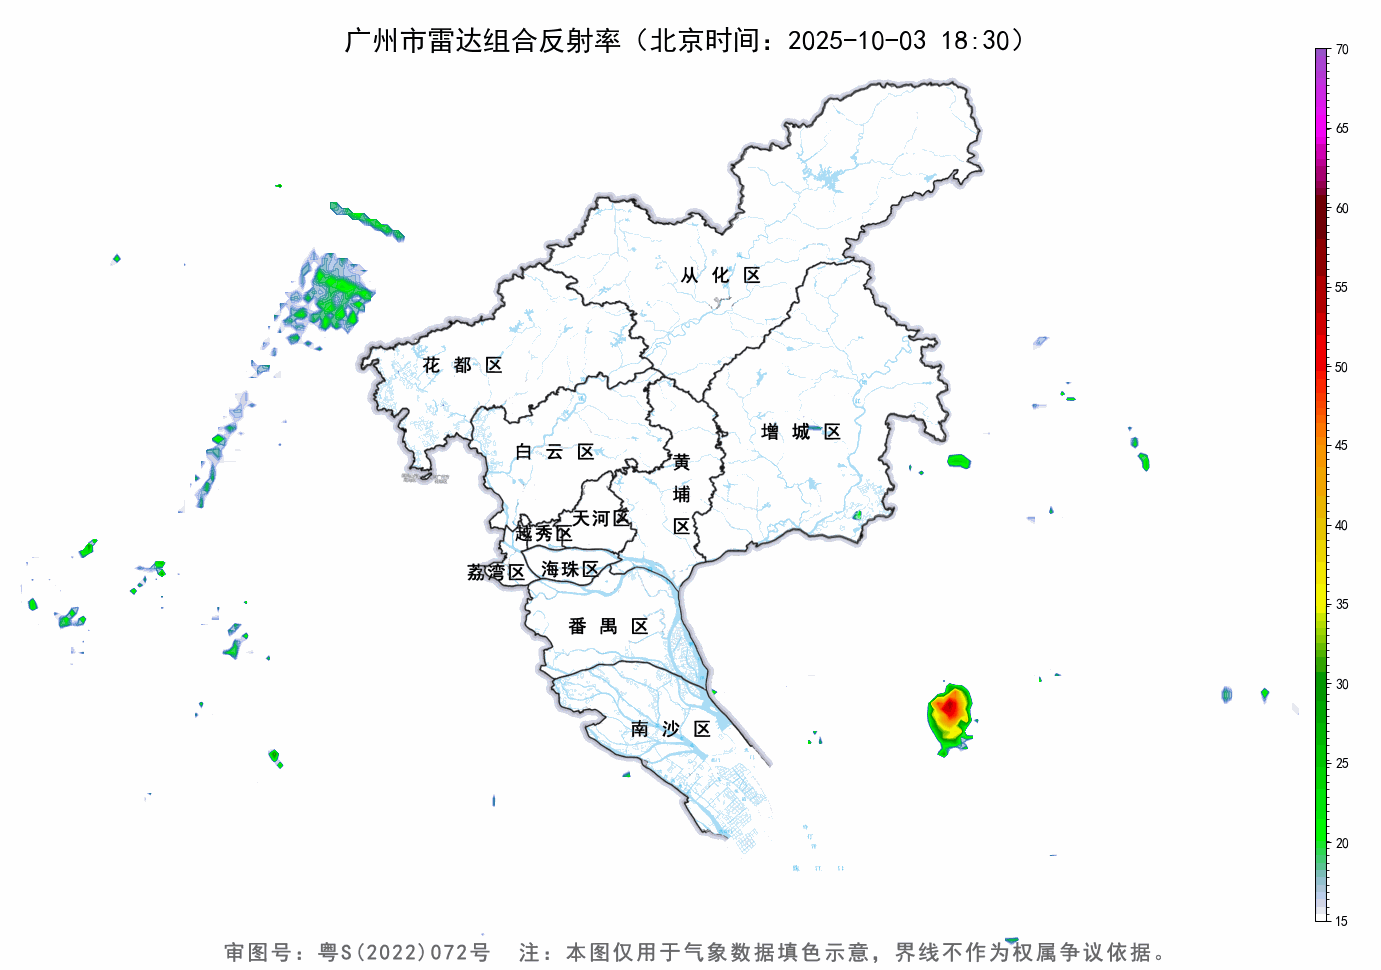 广州市雷达组合反射率（北京时间：2025-10-03 18:30）
70
65
60
55
50
45
40
35
30
25
20
15
从化区
花都区
增城区
白云区
黄埔区
天河区
越秀区
荔湾区
海珠区
番禺区
南沙区
审图号：粤S(2022)072号 注：本图仅用于气象数据填色示意，界线不作为权属争议依据。